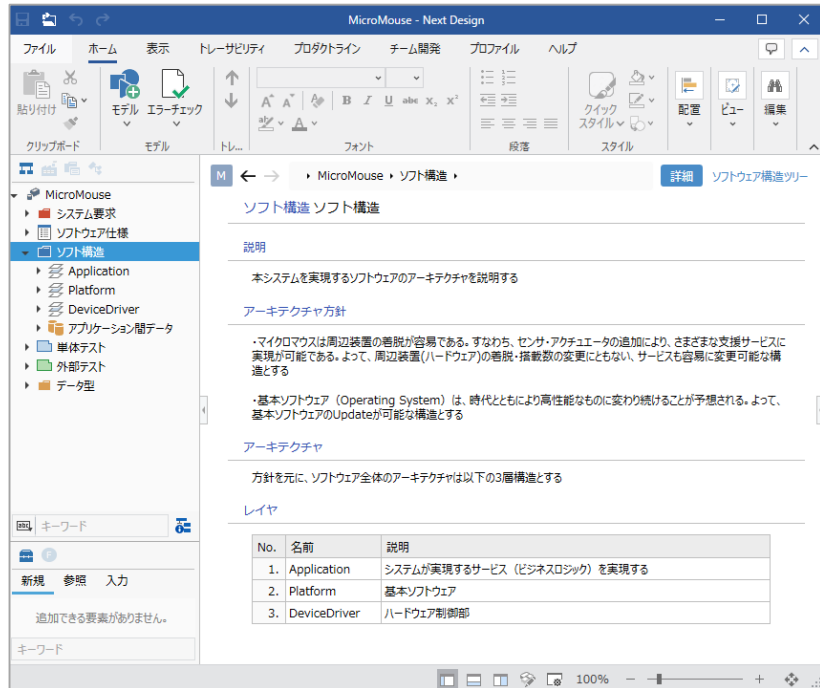 MicroMouse - Next Design
ファイル ホーム 表示 トレーサビリティ プロダクトライン チーム開発 プロファイル ヘルプ
貼り付け モデル エラーチェック クイック スタイル 配置 ビュー 編集
A A B I U abc X₂ X²
クリップボード モデル トレ... フォント 段落 スタイル
M MicroMouse ソフト構造 詳細 ソフトウェア構造ツリー
MicroMouse
システム要求
ソフトウェア仕様
ソフト構造
Application
Platform
DeviceDriver
アプリケーション間データ
単体テスト
外部テスト
データ型
abc キーワード
F
新規 参照 入力
追加できる要素がありません。
キーワード
ソフト構造 ソフト構造
説明
本システムを実現するソフトウェアのアーキテクチャを説明する
アーキテクチャ方針
・マイクロマウスは周辺装置の着脱が容易である。すなわち、センサ・アクチュエータの追加により、さまざまな支援サービスに
実現が可能である。よって、周辺装置(ハードウェア)の着脱・搭載数の変更にともない、サービスも容易に変更可能な構
造とする
・基本ソフトウェア（Operating System）は、時代とともにより高性能なものに変わり続けることが予想される。よって、
基本ソフトウェアのUpdateが可能な構造とする
アーキテクチャ
方針を元に、ソフトウェア全体のアーキテクチャは以下の3層構造とする
レイヤ
No. 名前 説明
1. Application システムが実現するサービス（ビジネスロジック）を実現する
2. Platform 基本ソフトウェア
3. DeviceDriver ハードウェア制御部
100%